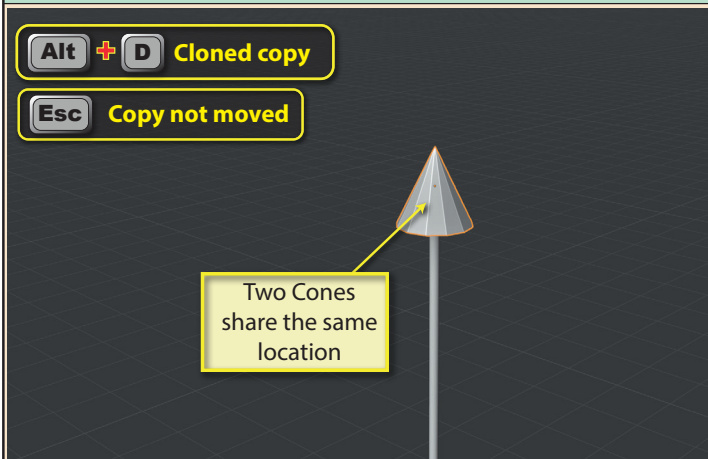 Alt + D Cloned copy
Esc Copy not moved
Two Cones
share the same
location